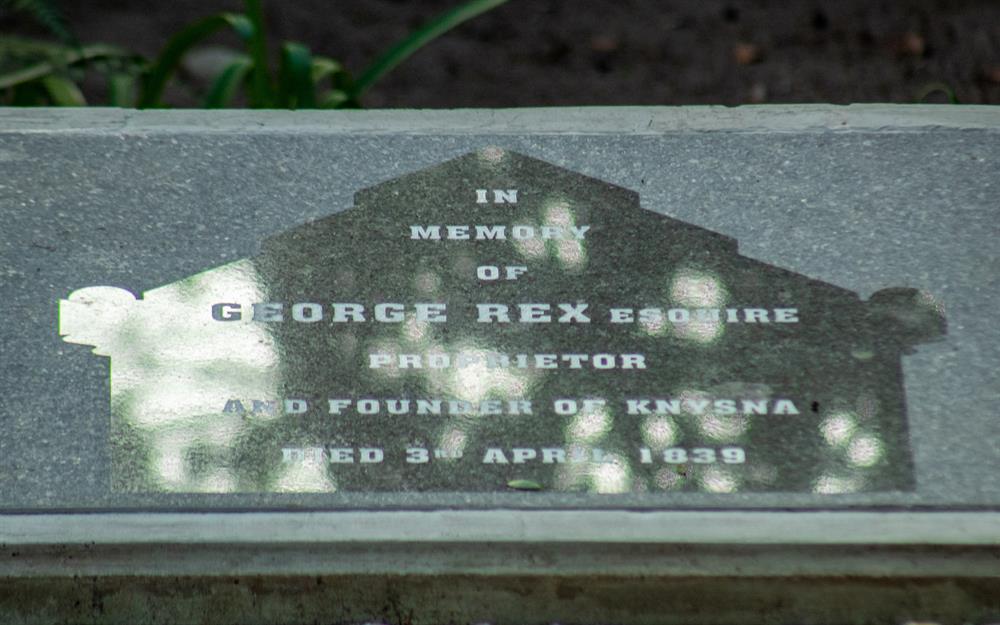 IN
MEMORY
OF
GEORGE REX ESQUIRE
PROPRIETOR
AND FOUNDER OF KNYSNA
DIED 3RD APRIL 1839